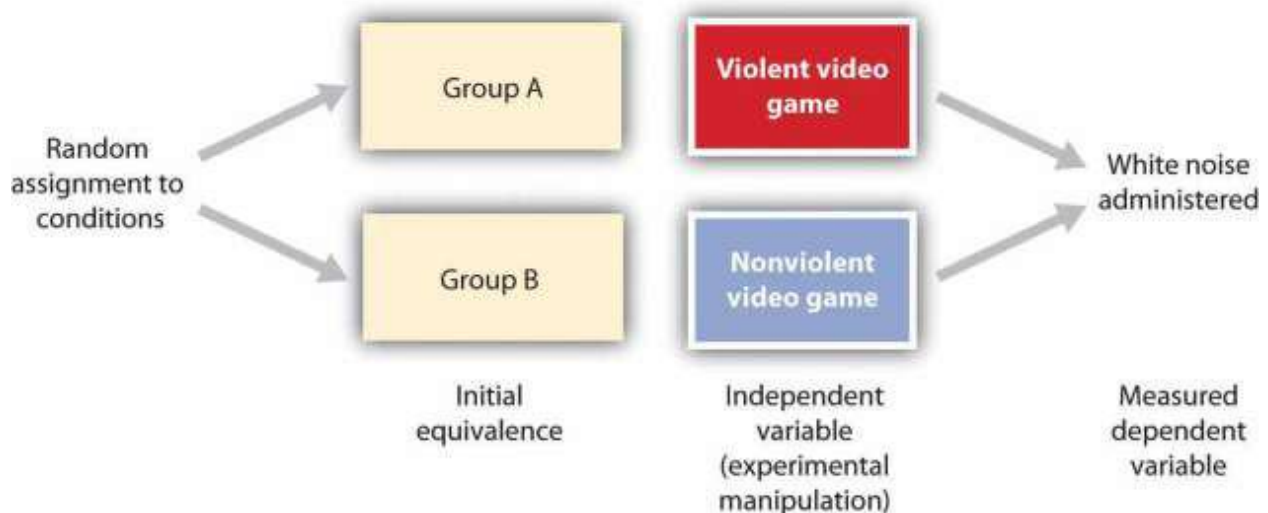 Random
assignment to
conditions
Group A
Group B
Violent video
game
Nonviolent
video game
White noise
administered
Initial
equivalence
Independent
variable
(experimental
manipulation)
Measured
dependent
variable